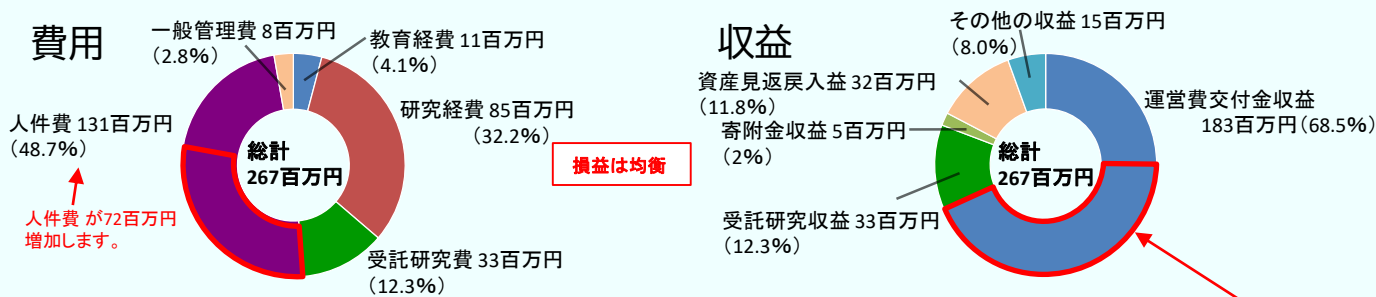 費用
一般管理費 8百万円
（2.8%）
教育経費 11百万円
（4.1%）
研究経費 85百万円
（32.2%）
人件費 131百万円
（48.7%）
総計
267百万円
人件費 が72百万円
増加します。
受託研究費 33百万円
（12.3%）
損益は均衡
収益
その他の収益 15百万円
（8.0%）
資産見返戻入益 32百万円
（11.8%）
寄附金収益 5百万円
（2%）
運営費交付金収益
183百万円（68.5%）
総計
267百万円
受託研究収益 33百万円
（12.3%）